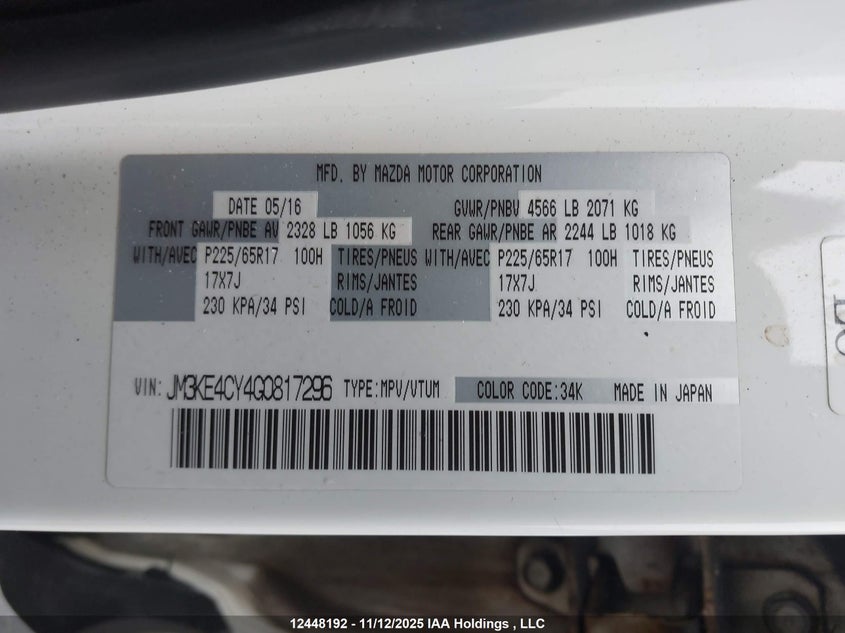 MFD. BY MAZDA MOTOR CORPORATION
DATE 05/16 GVWR/PNBV 4566 LB 2071 KG
FRONT GAWR/PNBE AV 2328 LB 1056 KG REAR GAWR/PNBE AR 2244 LB 1018 KG
WITH/AVEC P225/65R17 100H TIRES/PNEUS WITH/AVEC P225/65R17 100H TIRES/PNEUS
17X7J RIMS/JANTES 17X7J RIMS/JANTES
230 KPA/34 PSI COLD/A FROID 230 KPA/34 PSI COLD/A FROID
VIN: JM3KE4CY4G0817296 TYPE:MPV/VTUM COLOR CODE:34K MADE IN JAPAN
12448192 - 11/12/2025 IAA Holdings , LLC